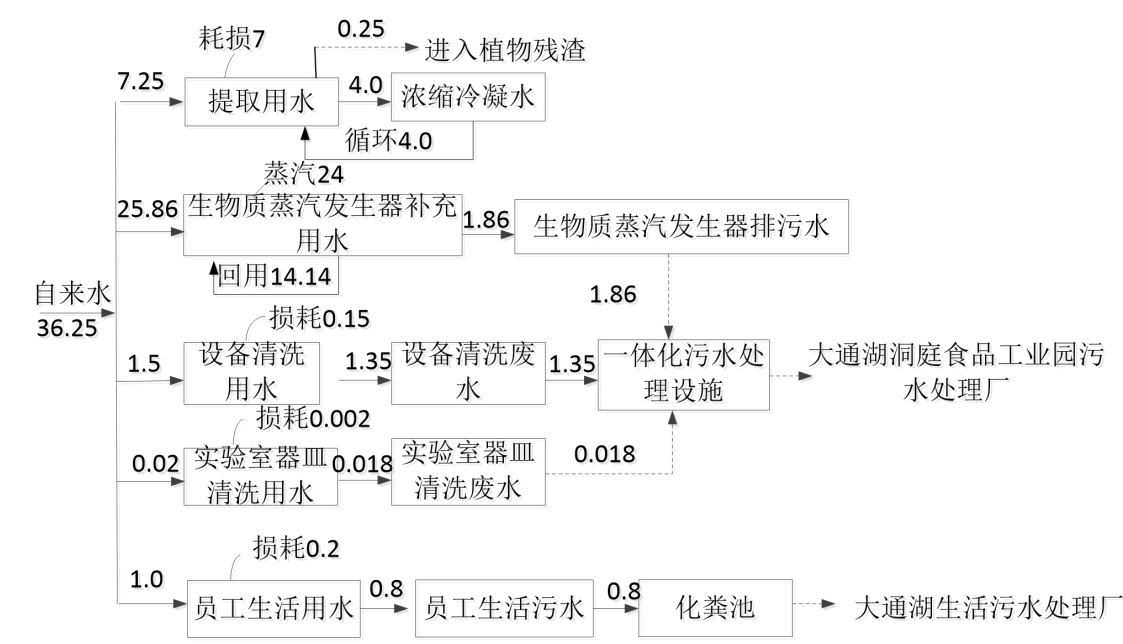 耗损7
0.25
进入植物残渣
7.25
提取用水
4.0
浓缩冷凝水
循环4.0
蒸汽24
25.86
生物质蒸汽发生器补充
用水
1.86
生物质蒸汽发生器排污水
回用14.14
自来水
36.25
1.86
损耗0.15
1.5
设备清洗
用水
1.35
设备清洗废
水
1.35
一体化污水处
理设施
大通湖洞庭食品工业园污
水处理厂
损耗0.002
0.02
实验室器皿
清洗用水
0.018
实验室器皿
清洗废水
0.018
损耗0.2
1.0
员工生活用水
0.8
员工生活污水
0.8
化粪池
大通湖生活污水处理厂